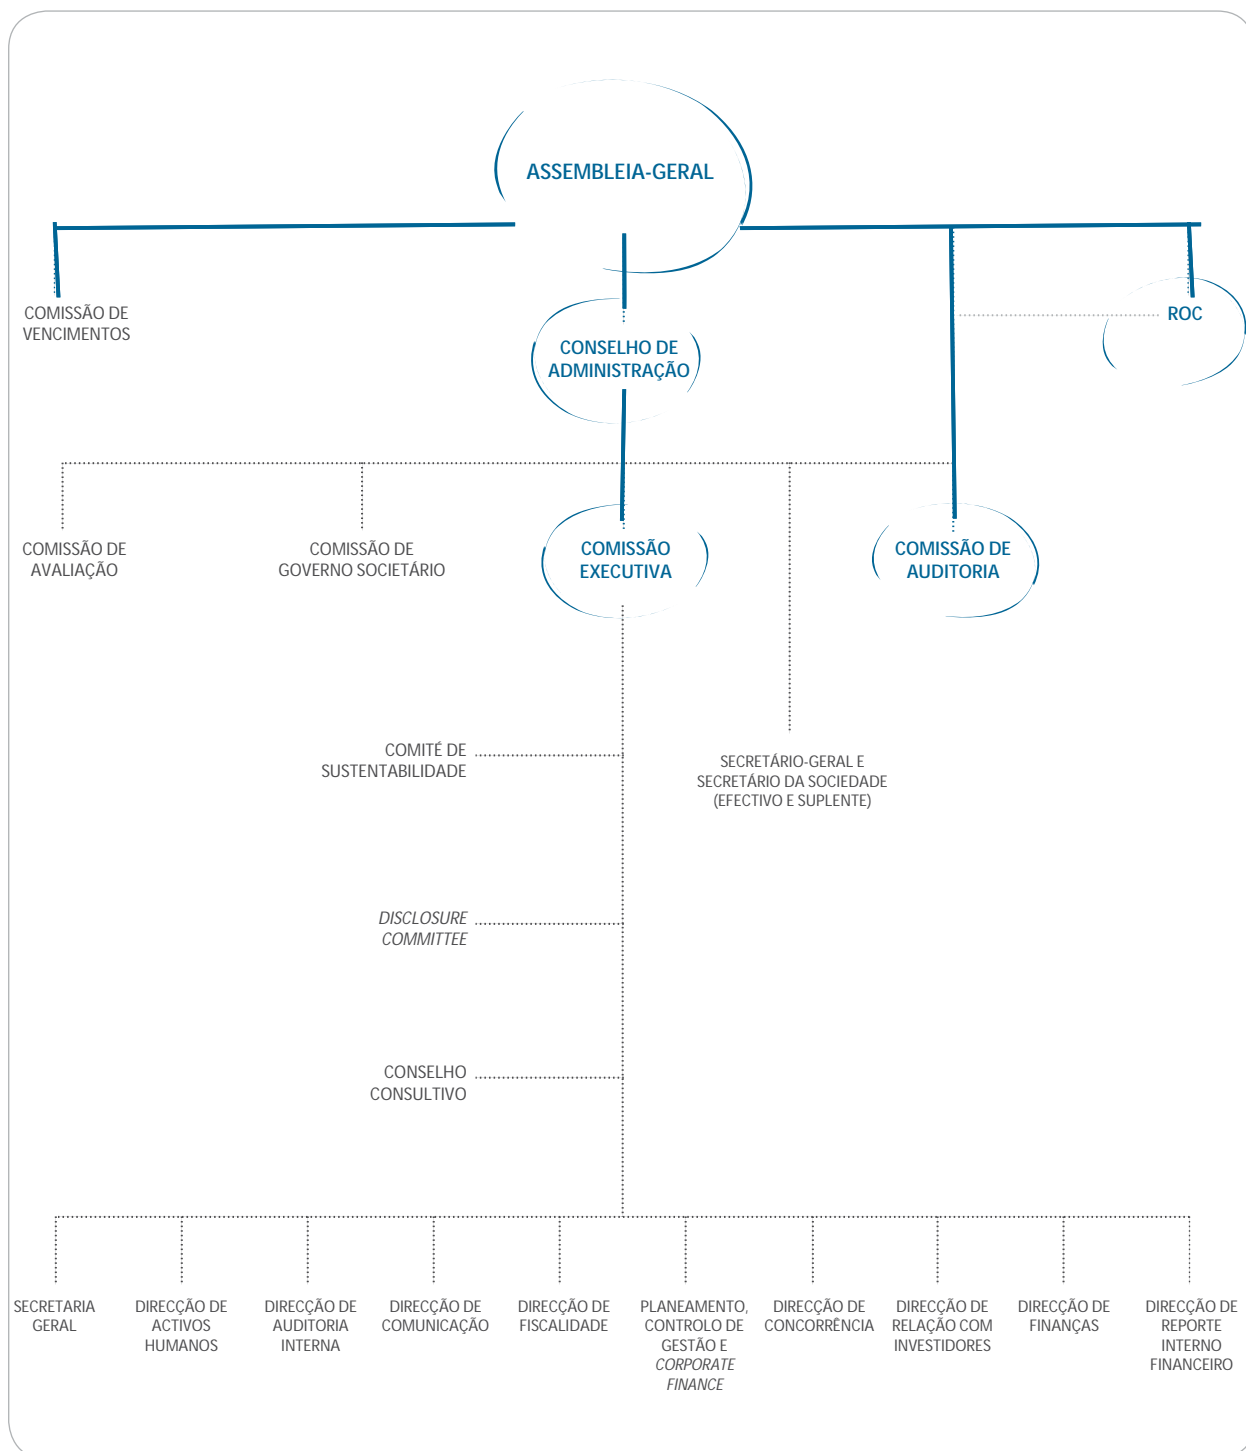 ASSEMBLEIA-GERAL
COMISSÃO DE
VENCIMENTOS
ROC
CONSELHO DE
ADMINISTRAÇÃO
COMISSÃO DE
AVALIAÇÃO
COMISSÃO DE
GOVERNO SOCIETÁRIO
COMISSÃO
EXECUTIVA
COMISSÃO DE
AUDITORIA
COMITÉ DE
SUSTENTABILIDADE
SECRETÁRIO-GERAL E
SECRETÁRIO DA SOCIEDADE
(EFECTIVO E SUPLENTE)
DISCLOSURE
COMMITTEE
CONSELHO
CONSULTIVO
SECRETARIA
GERAL
DIRECÇÃO DE
ACTIVOS
HUMANOS
DIRECÇÃO DE
AUDITORIA
INTERNA
DIRECÇÃO DE
COMUNICAÇÃO
DIRECÇÃO DE
FISCALIDADE
PLANEAMENTO,
CONTROLO DE
GESTÃO E
CORPORATE
FINANCE
DIRECÇÃO DE
CONCORRÊNCIA
DIRECÇÃO DE
RELAÇÃO COM
INVESTIDORES
DIRECÇÃO DE
FINANÇAS
DIRECÇÃO DE
REPORTE
INTERNO
FINANCEIRO